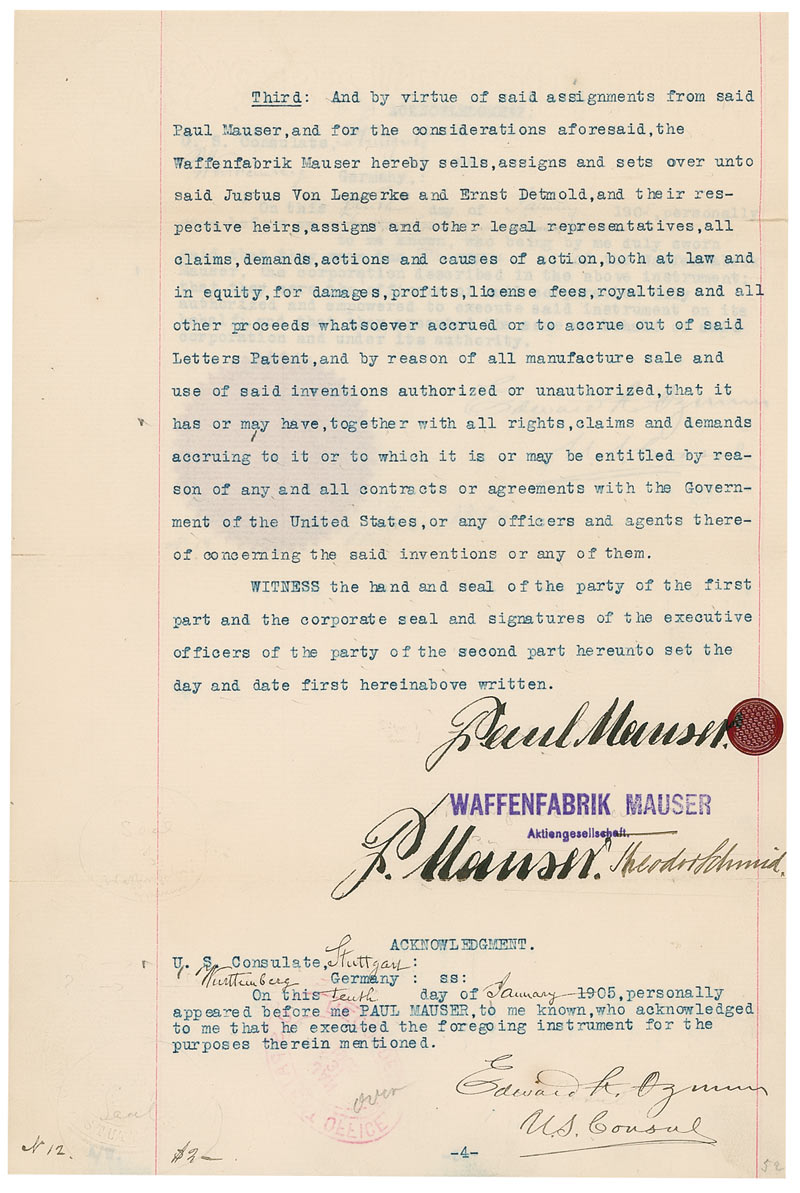 Third: And by virtue of said assignments from said
Paul Mauser,and for the considerations aforesaid,the
Waffenfabrik Mauser hereby sells,assigns and sets over unto
said Justus Von Lengerke and Ernst Detmold,and their res-
pective heirs,assigns and other legal representatives,all
claims,demands,actions and causes of action,both at law and
in equity,for damages,profits,license fees,royalties and all
other proceeds whatsoever accrued or to accrue out of said
Letters Patent,and by reason of all manufacture sale and
use of said inventions authorized or unauthorized,that it
has or may have,together with all rights,claims and demands
accruing to it or to which it is or may be entitled by rea-
son of any and all contracts or agreements with the Govern-
ment of the United States,or any officers and agents there-
of concerning the said inventions or any of them.
WITNESS the hand and seal of the party of the first
part and the corporate seal and signatures of the executive
officers of the party of the second part hereunto set the
day and date first hereinabove written.
Paul Mauser.
WAFFENFABRIK MAUSER
Aktiengesellschaft.
P. Mauser. Theodor Schmid.
ACKNOWLEDGMENT.
U. S. Consulate, Stuttgart :
Württemberg Germany : ss:
On this tenth day of January 1905,personally
appeared before me PAUL MAUSER,to me known,who acknowledged
to me that he executed the foregoing instrument for the
purposes therein mentioned.
Edward H. Ozmun
over
U.S. Consul
OFFICE
N 12. $2— -4- 52